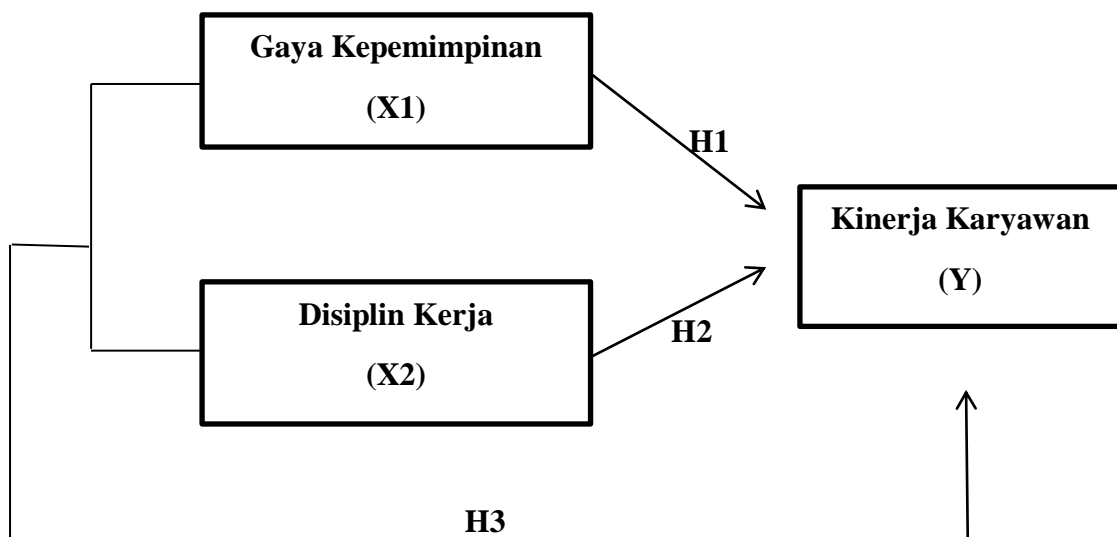 Gaya Kepemimpinan
(X1)
H1
Kinerja Karyawan
(Y)
Disiplin Kerja
(X2)
H2
H3